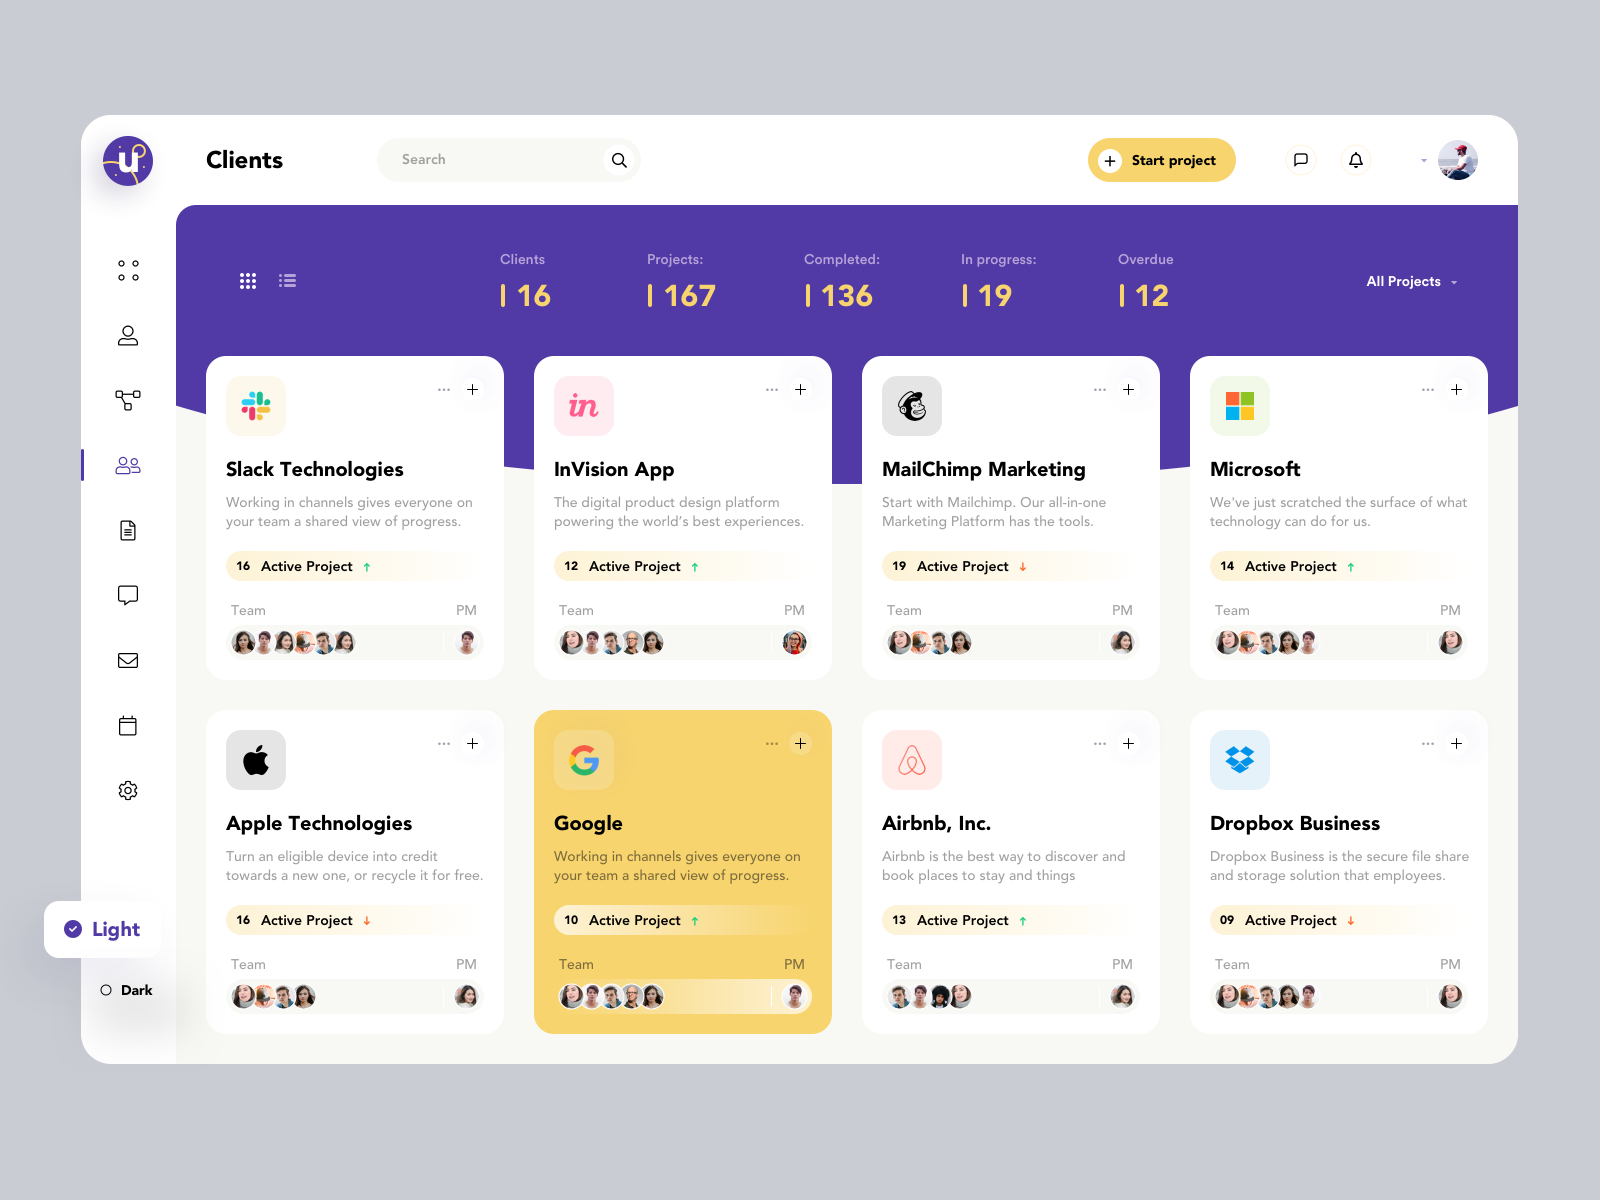 u
Clients
Search
Start project
Clients
Projects:
Completed:
In progress:
Overdue
16
167
136
19
12
All Projects
Slack Technologies
Working in channels gives everyone on
your team a shared view of progress.
16 Active Project
Team PM
in
InVision App
The digital product design platform
powering the world’s best experiences.
12 Active Project
Team PM
MailChimp Marketing
Start with Mailchimp. Our all-in-one
Marketing Platform has the tools.
19 Active Project
Team PM
Microsoft
We've just scratched the surface of what
technology can do for us.
14 Active Project
Team PM
Apple Technologies
Turn an eligible device into credit
towards a new one, or recycle it for free.
16 Active Project
Team PM
G
Google
Working in channels gives everyone on
your team a shared view of progress.
10 Active Project
Team PM
Airbnb, Inc.
Airbnb is the best way to discover and
book places to stay and things
13 Active Project
Team PM
Dropbox Business
Dropbox Business is the secure file share
and storage solution that employees.
09 Active Project
Team PM
Light
Dark